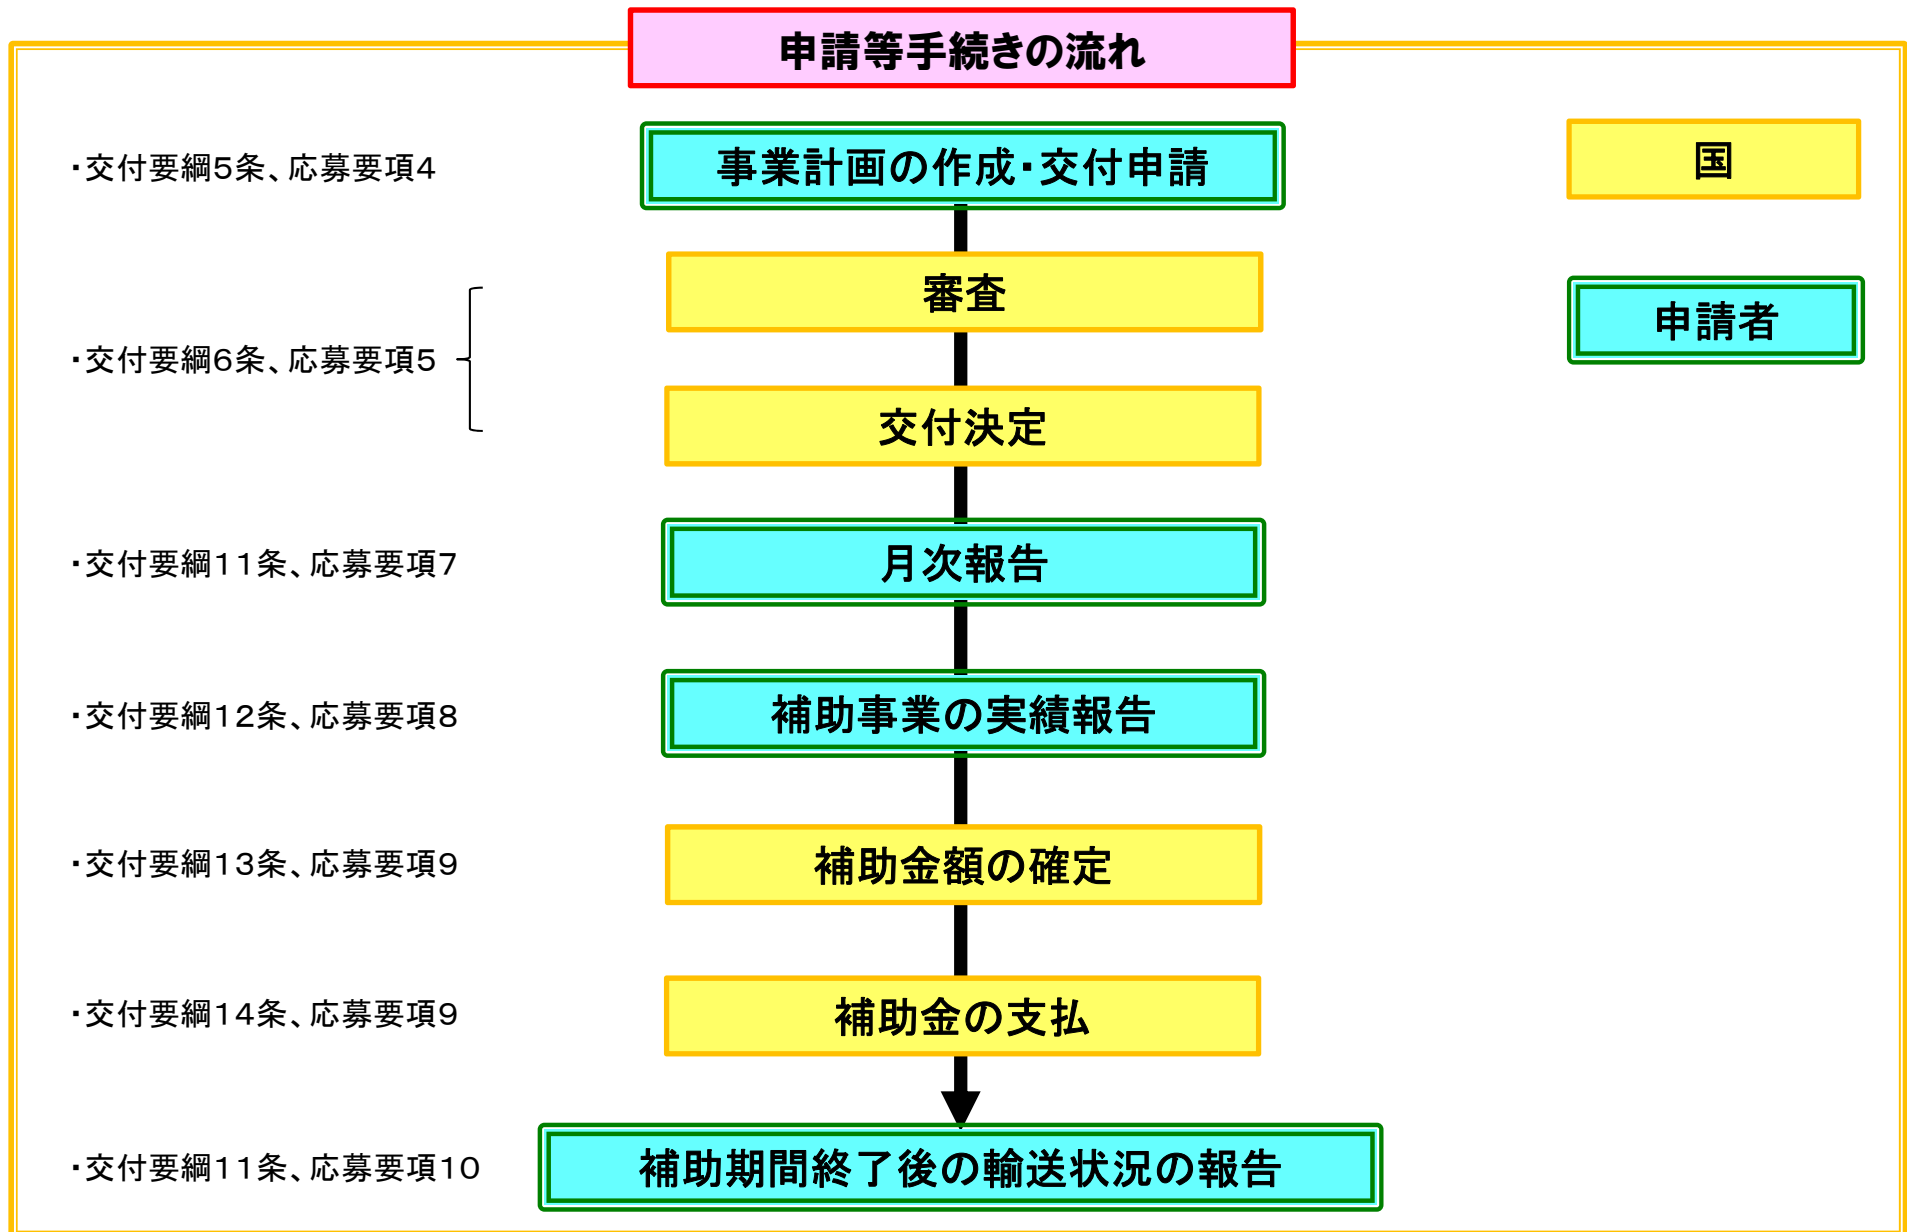 申請等手続きの流れ
・交付要綱5条、応募要項4
事業計画の作成・交付申請
国
審査
申請者
・交付要綱6条、応募要項5
交付決定
・交付要綱11条、応募要項7
月次報告
・交付要綱12条、応募要項8
補助事業の実績報告
・交付要綱13条、応募要項9
補助金額の確定
・交付要綱14条、応募要項9
補助金の支払
・交付要綱11条、応募要項10
補助期間終了後の輸送状況の報告